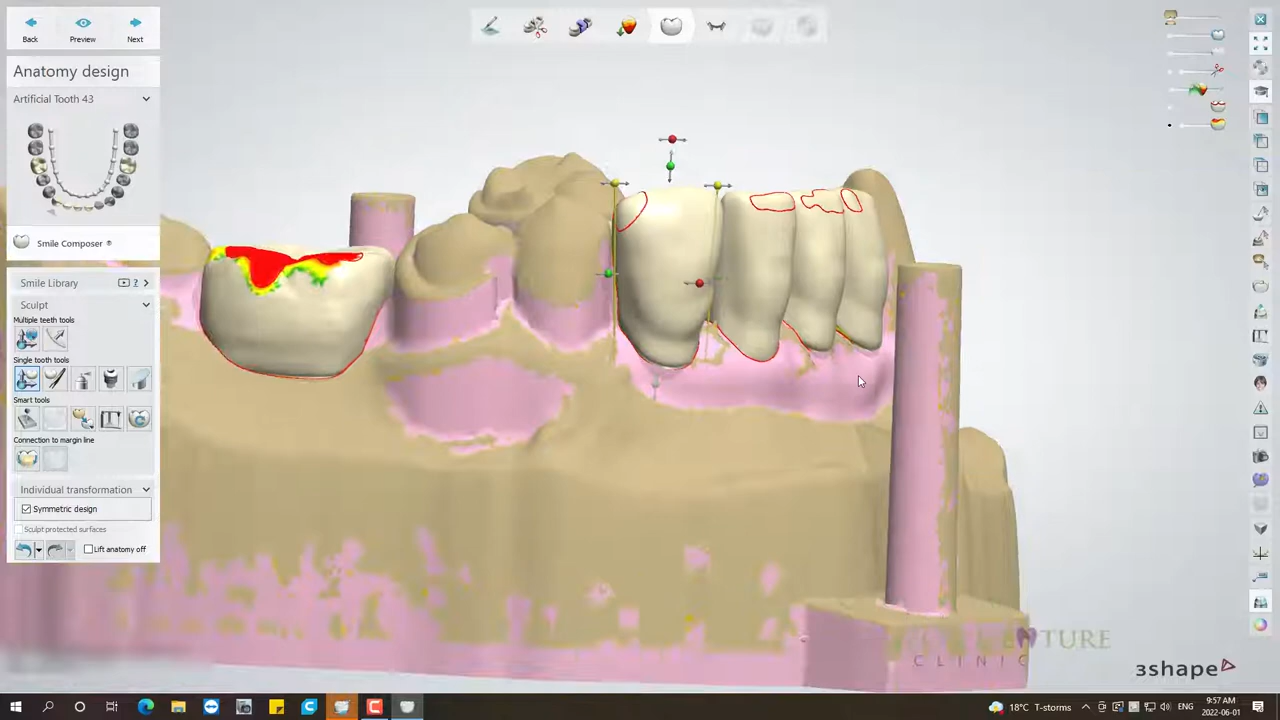 Back
Preview
Next
Anatomy design
Artificial Tooth 43
Smile Composer ®
Smile Library
?
Sculpt
Multiple teeth tools
Single tooth tools
Smart tools
Connection to margin line
Individual transformation
Symmetric design
Sculpt protected surfaces
Lift anatomy off
TURE
CLINIC
3shape
18°C T-storms
ENG
9:57 AM
2022-06-01